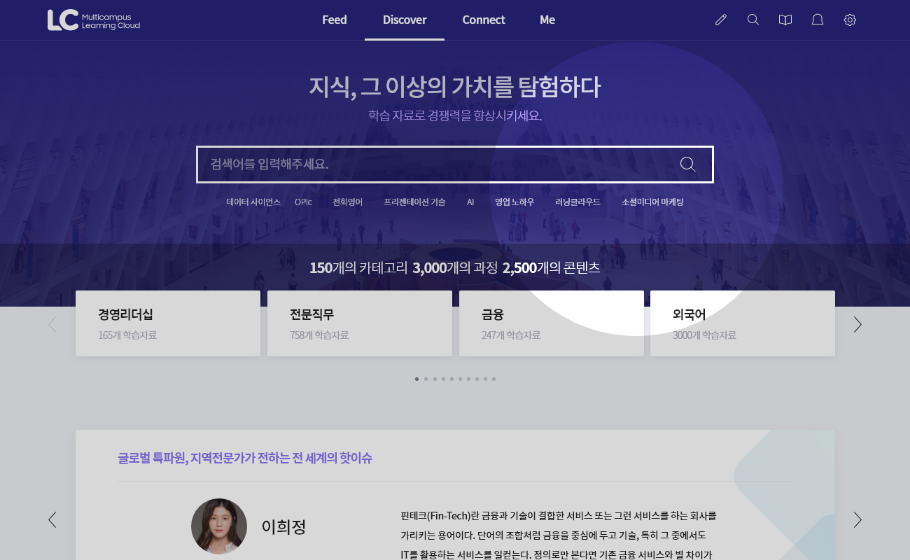 LC Multicampus
Learning Cloud
Feed Discover Connect Me
지식, 그 이상의 가치를 탐험하다
학습 자료로 경쟁력을 향상시키세요.
검색어를 입력해주세요.
데이터 사이언스 OPIc 전화영어 프리젠테이션 기술 AI 영업 노하우 러닝클라우드 소셜미디어 마케팅
150개의 카테고리 3,000개의 과정 2,500개의 콘텐츠
경영리더십 전문직무 금융 외국어
165개 학습자료 758개 학습자료 247개 학습자료 3000개 학습자료
글로벌 특파원, 지역전문가가 전하는 전 세계의 핫이슈
이희정
핀테크(Fin-Tech)란 금융과 기술이 결합한 서비스 또는 그런 서비스를 하는 회사를
가리키는 용어이다. 단어의 조합처럼 금융을 중심에 두고 기술, 특히 그 중에서도
IT를 활용하는 서비스를 일컫는다. 정의로만 본다면 기존 금융 서비스와 별 차이가